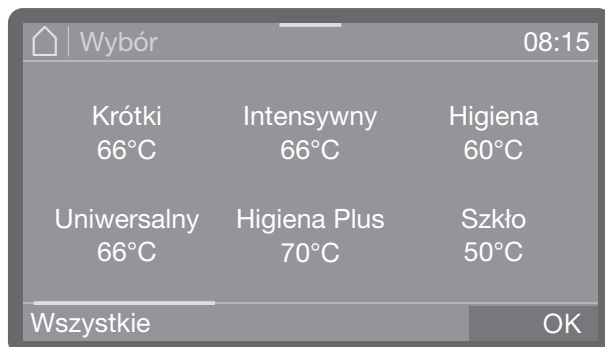 Wybór 08:15
Krótki Intensywny Higiena
66°C 66°C 60°C
Uniwersalny Higiena Plus Szkło
66°C 70°C 50°C
Wszystkie OK